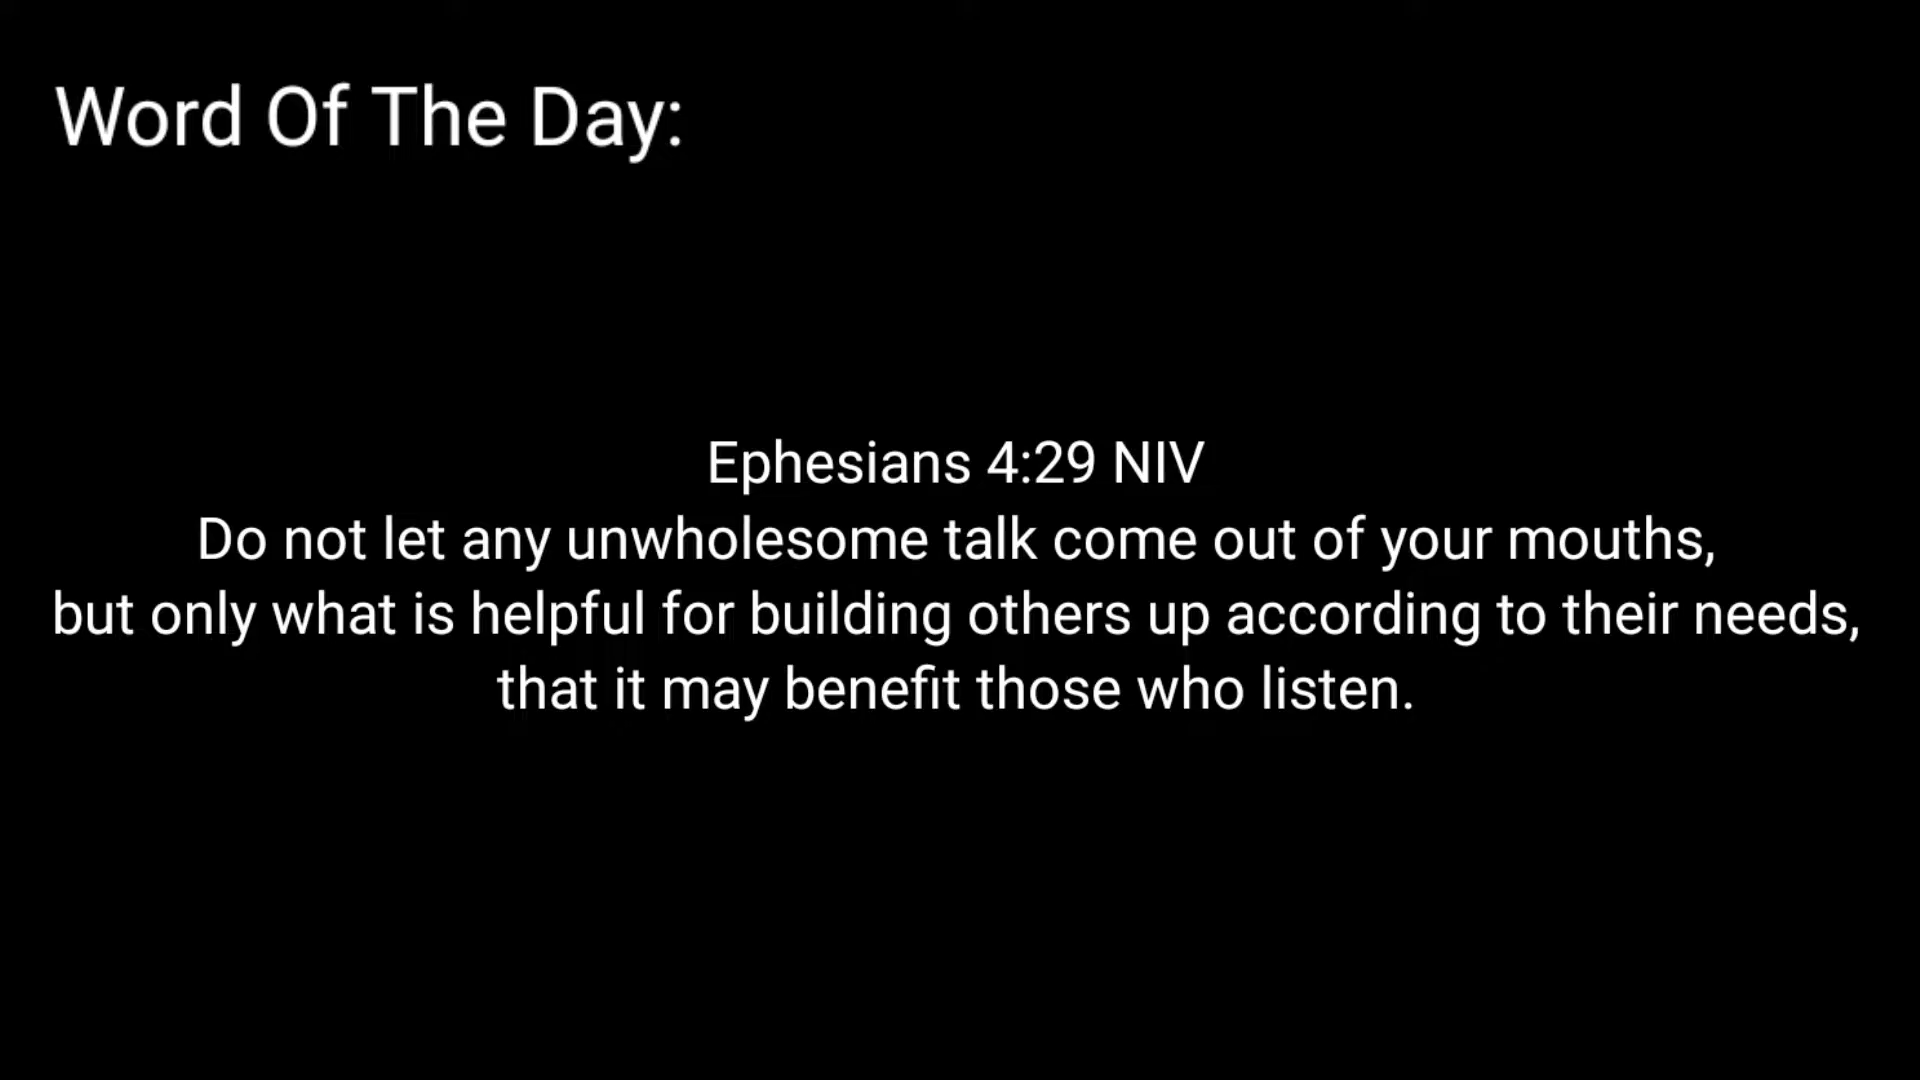 Word Of The Day:
Ephesians 4:29 NIV
Do not let any unwholesome talk come out of your mouths,
but only what is helpful for building others up according to their needs,
that it may benefit those who listen.